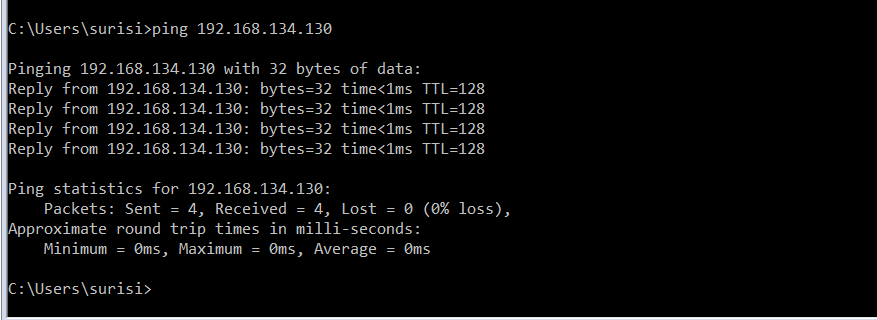 C:\Users\surisi>ping 192.168.134.130
Pinging 192.168.134.130 with 32 bytes of data:
Reply from 192.168.134.130: bytes=32 time<1ms TTL=128
Reply from 192.168.134.130: bytes=32 time<1ms TTL=128
Reply from 192.168.134.130: bytes=32 time<1ms TTL=128
Reply from 192.168.134.130: bytes=32 time<1ms TTL=128
Ping statistics for 192.168.134.130:
    Packets: Sent = 4, Received = 4, Lost = 0 (0% loss),
Approximate round trip times in milli-seconds:
    Minimum = 0ms, Maximum = 0ms, Average = 0ms
C:\Users\surisi>